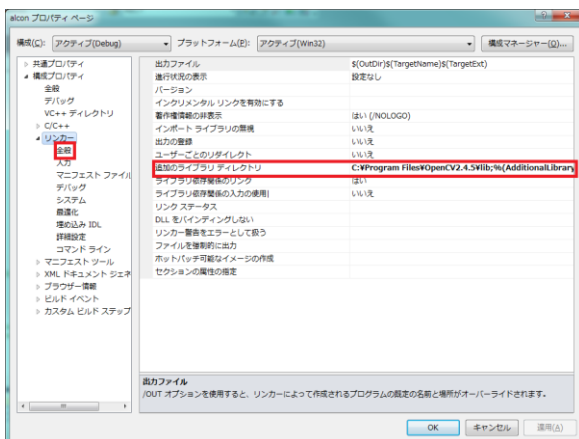 alcon プロパティ ページ
構成(C): アクティブ(Debug) プラットフォーム(P): アクティブ(Win32) 構成マネージャー(O)...
共通プロパティ
構成プロパティ
全般
デバッグ
VC++ ディレクトリ
C/C++
リンカー
全般
入力
マニフェスト ファイル
デバッグ
システム
最適化
埋め込み IDL
詳細設定
コマンド ライン
マニフェスト ツール
XML ドキュメント ジェネ
ブラウザー情報
ビルド イベント
カスタム ビルド ステップ
出力ファイル $(OutDir)$(TargetName)$(TargetExt)
進行状況の表示 設定なし
バージョン
インクリメンタル リンクを有効にする
著作権情報の非表示 はい (/NOLOGO)
インポート ライブラリの無視 いいえ
出力の登録 いいえ
ユーザーごとのリダイレクト いいえ
追加のライブラリ ディレクトリ C:¥Program Files¥OpenCV2.4.5¥lib;%(AdditionalLibrary
ライブラリ依存関係のリンク はい
ライブラリ依存関係の入力の使用| いいえ
リンク ステータス
DLL をバインディングしない
リンカー警告をエラーとして扱う
ファイルを強制的に出力
ホットパッチ可能なイメージの作成
セクションの属性の指定
出力ファイル
/OUT オプションを使用すると、リンカーによって作成されるプログラムの既定の名前と場所がオーバーライドされます。
OK キャンセル 適用(A)